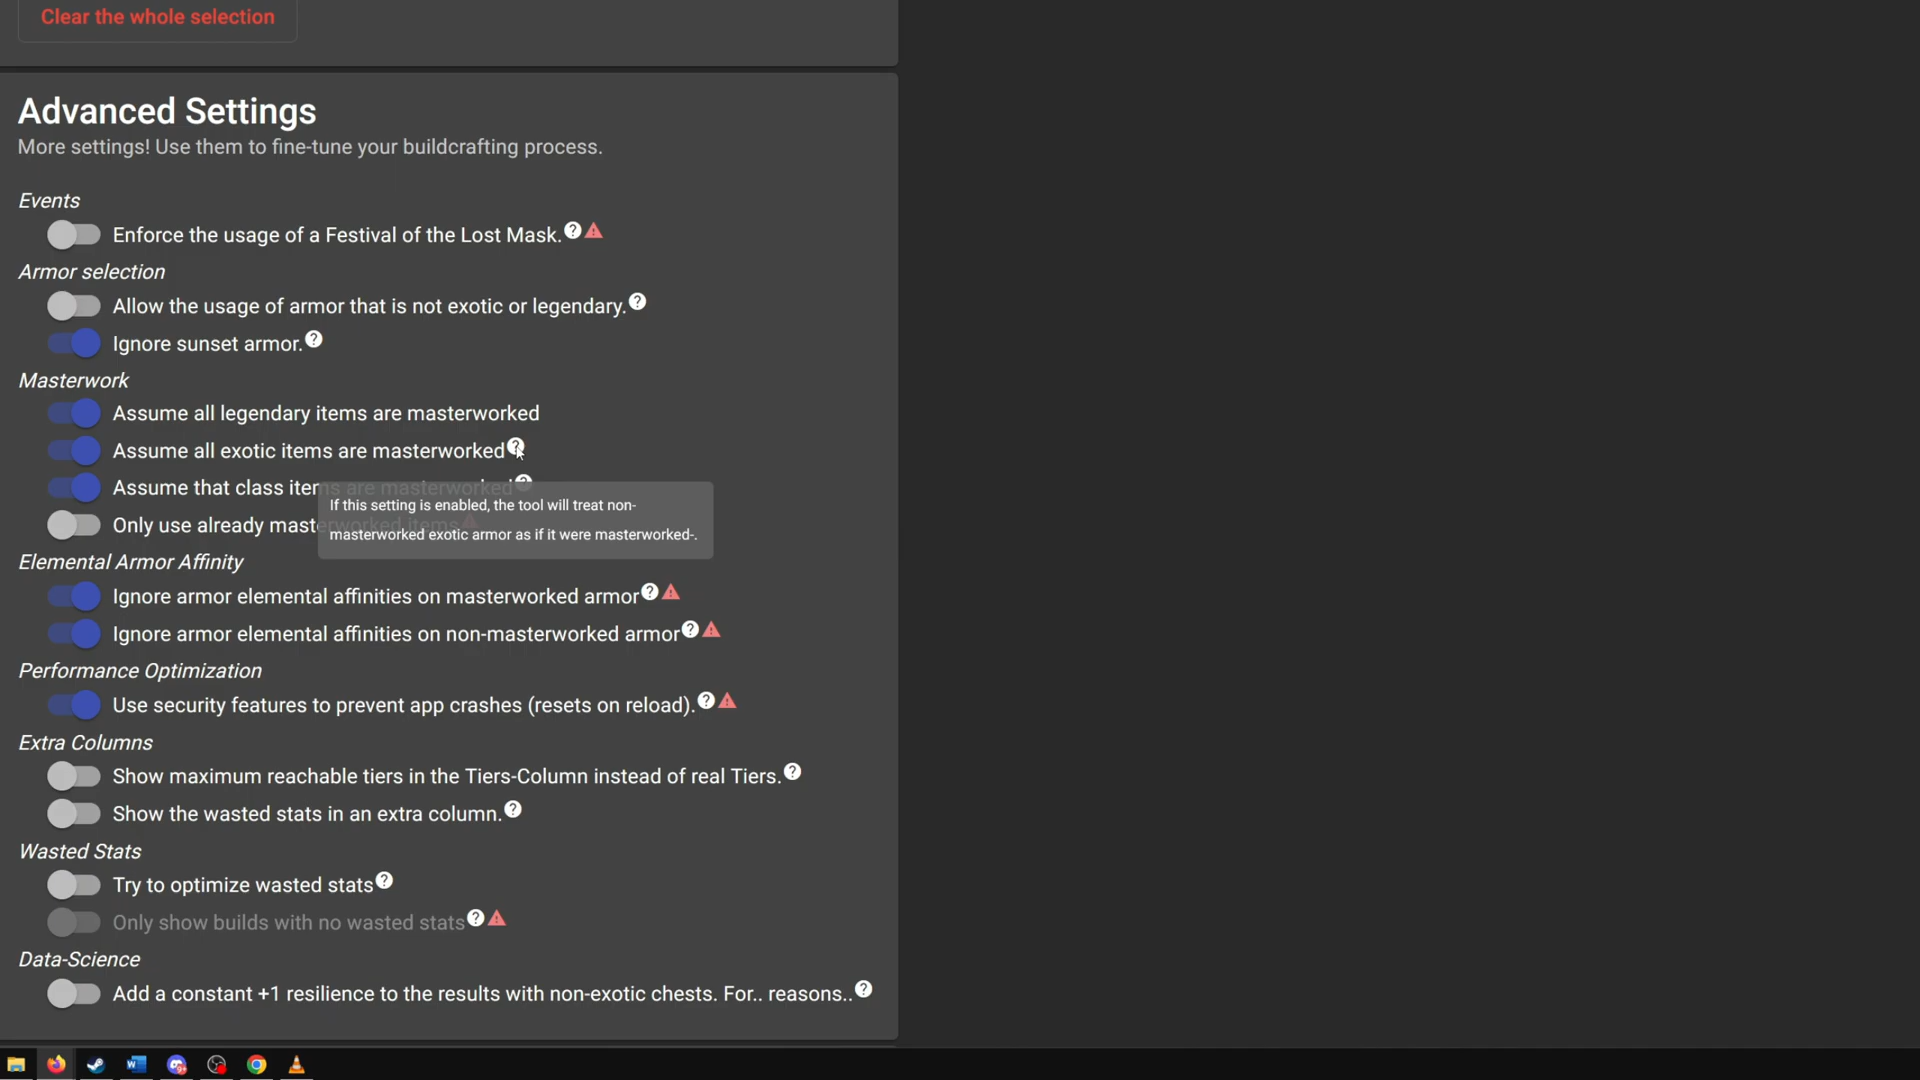 Clear the whole selection
Advanced Settings
More settings! Use them to fine-tune your buildcrafting process.
Events
Enforce the usage of a Festival of the Lost Mask.
Armor selection
Allow the usage of armor that is not exotic or legendary.
Ignore sunset armor.
Masterwork
Assume all legendary items are masterworked
Assume all exotic items are masterworked
Assume that class items are masterworked
If this setting is enabled, the tool will treat non-
Only use already masterworked items
masterworked exotic armor as if it were masterworked-.
Elemental Armor Affinity
Ignore armor elemental affinities on masterworked armor
Ignore armor elemental affinities on non-masterworked armor
Performance Optimization
Use security features to prevent app crashes (resets on reload).
Extra Columns
Show maximum reachable tiers in the Tiers-Column instead of real Tiers.
Show the wasted stats in an extra column.
Wasted Stats
Try to optimize wasted stats
Only show builds with no wasted stats
Data-Science
Add a constant +1 resilience to the results with non-exotic chests. For.. reasons..